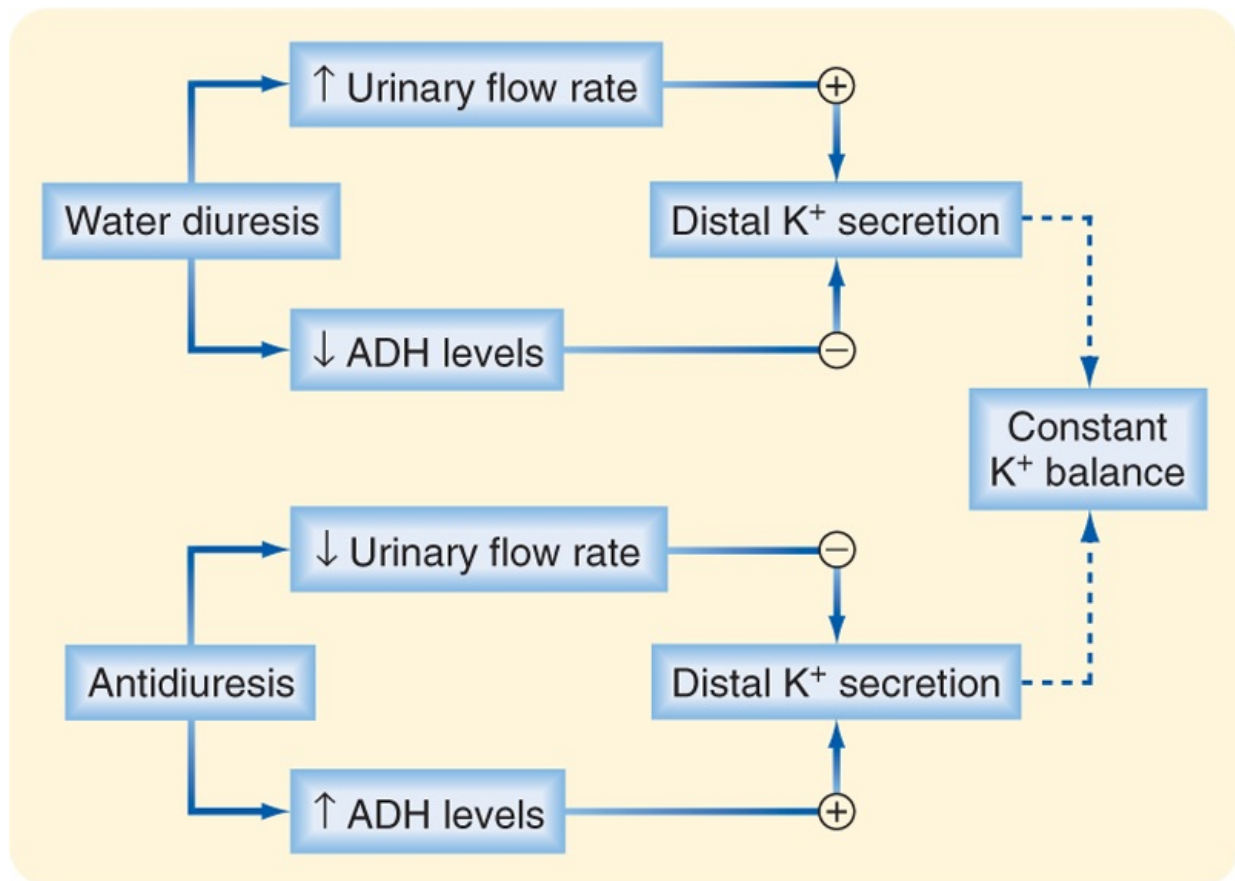 ↑ Urinary flow rate
+
Water diuresis
Distal K⁺ secretion
↓ ADH levels
−
Constant
K⁺ balance
↓ Urinary flow rate
−
Antidiuresis
Distal K⁺ secretion
↑ ADH levels
+